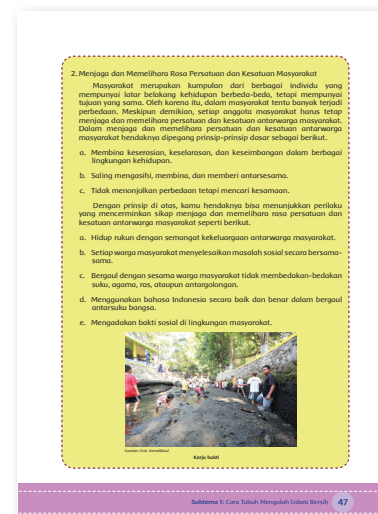 2. Menjaga dan Memelihara Rasa Persatuan dan Kesatuan Masyarakat
Masyarakat merupakan kumpulan dari berbagai individu yang
mempunyai latar belakang kehidupan berbeda-beda, tetapi mempunyai
tujuan yang sama. Oleh karena itu, dalam masyarakat tentu banyak terjadi
perbedaan. Meskipun demikian, setiap anggota masyarakat harus tetap
menjaga dan memelihara persatuan dan kesatuan antarwarga masyarakat.
Dalam menjaga dan memelihara persatuan dan kesatuan antarwarga
masyarakat hendaknya dipegang prinsip-prinsip dasar sebagai berikut.
a. Membina keserasian, keselarasan, dan keseimbangan dalam berbagai
lingkungan kehidupan.
b. Saling mengasihi, membina, dan memberi antarsesama.
c. Tidak menonjolkan perbedaan tetapi mencari kesamaan.
Dengan prinsip di atas, kamu hendaknya bisa menunjukkan perilaku
yang mencerminkan sikap menjaga dan memelihara rasa persatuan dan
kesatuan antarwarga masyarakat seperti berikut.
a. Hidup rukun dengan semangat kekeluargaan antarwarga masyarakat.
b. Setiap warga masyarakat menyelesaikan masalah sosial secara bersama-
sama.
c. Bergaul dengan sesama warga masyarakat tidak membedakan-bedakan
suku, agama, ras, ataupun antargolongan.
d. Menggunakan bahasa Indonesia secara baik dan benar dalam bergaul
antarsuku bangsa.
e. Mengadakan bakti sosial di lingkungan masyarakat.
Sumber: Dok. Kemdikbud
Kerja bakti
Subtema 1: Cara Tubuh Mengolah Udara Bersih 47